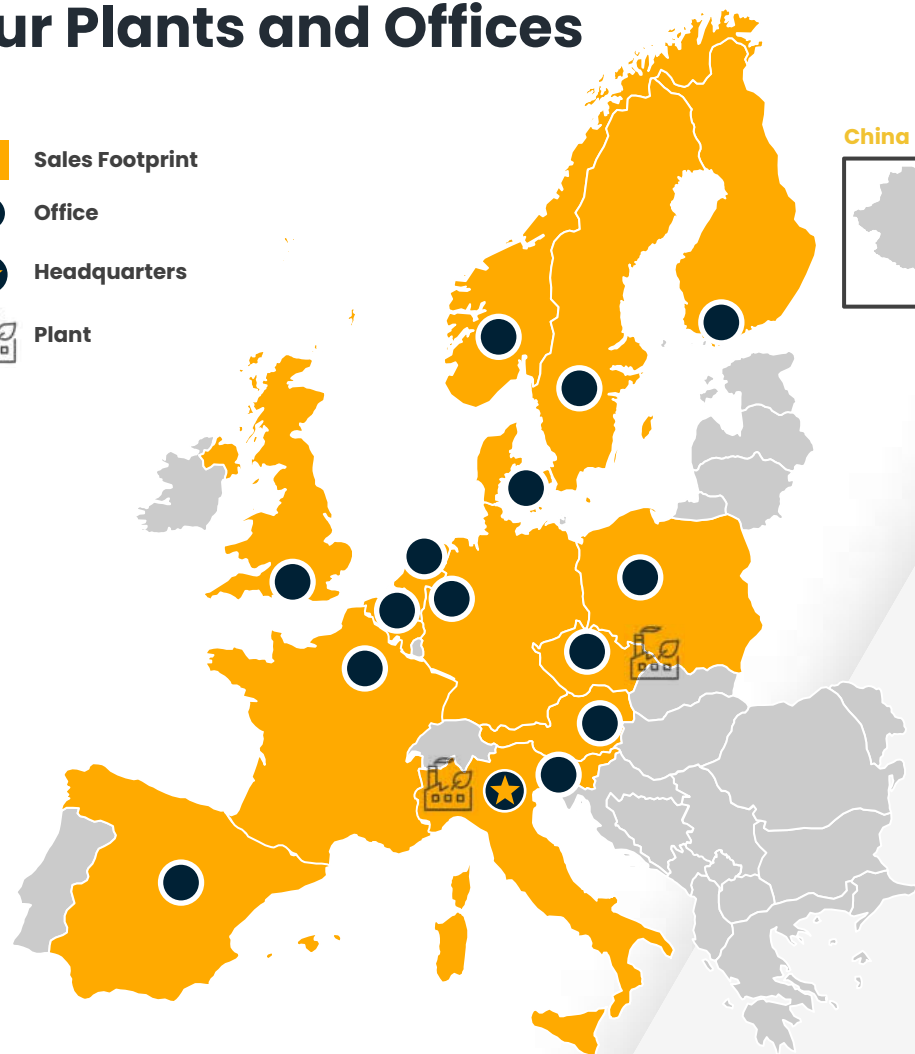 ur Plants and Offices
China
Sales Footprint
Office
Headquarters
Plant